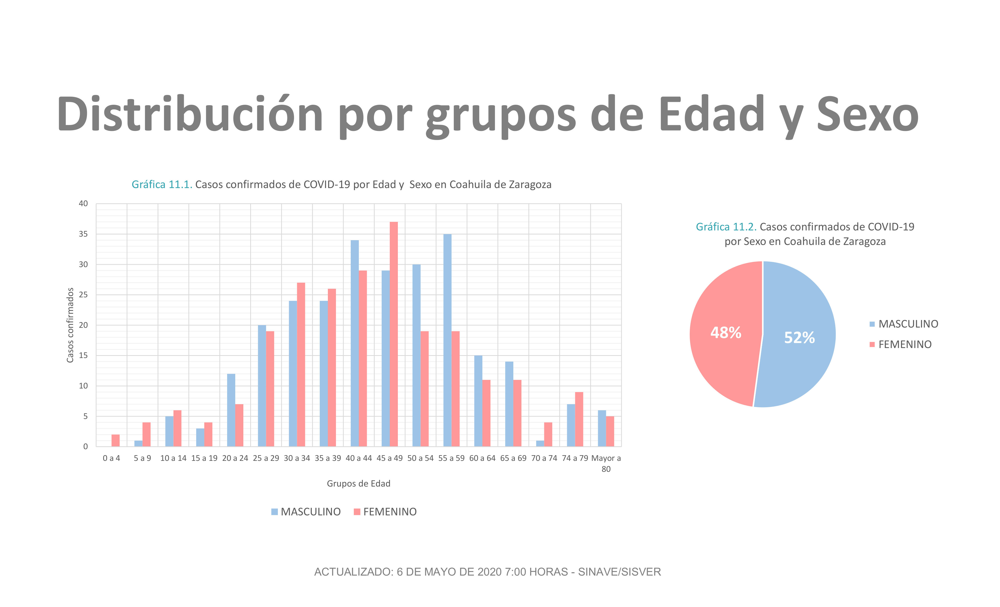 Distribución por grupos de Edad y Sexo
Gráfica 11.1. Casos confirmados de COVID-19 por Edad y  Sexo en Coahuila de Zaragoza
40
35
30
25
20
15
10
5
0
Casos confirmados
0 a 4 5 a 9 10 a 14 15 a 19 20 a 24 25 a 29 30 a 34 35 a 39 40 a 44 45 a 49 50 a 54 55 a 59 60 a 64 65 a 69 70 a 74 74 a 79 Mayor a
80
Grupos de Edad
MASCULINO FEMENINO
Gráfica 11.2. Casos confirmados de COVID-19
por Sexo en Coahuila de Zaragoza
48%
52%
MASCULINO
FEMENINO
ACTUALIZADO: 6 DE MAYO DE 2020 7:00 HORAS - SINAVE/SISVER